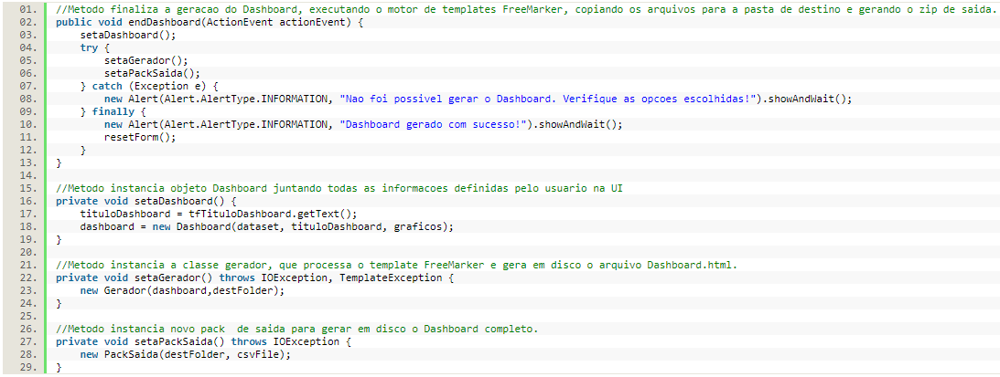 01. //Metodo finaliza a geracao do Dashboard, executando o motor de templates FreeMarker, copiando os arquivos para a pasta de destino e gerando o zip de saida.
02. public void endDashboard(ActionEvent actionEvent) {
03.     setaDashboard();
04.     try {
05.         setaGerador();
06.         setaPackSaida();
07.     } catch (Exception e) {
08.         new Alert(Alert.AlertType.INFORMATION, "Nao foi possivel gerar o Dashboard. Verifique as opcoes escolhidas!").showAndWait();
09.     } finally {
10.         new Alert(Alert.AlertType.INFORMATION, "Dashboard gerado com sucesso!").showAndWait();
11.         resetForm();
12.     }
13. }
14.
15. //Metodo instancia objeto Dashboard juntando todas as informacoes definidas pelo usuario na UI
16. private void setaDashboard() {
17.     tituloDashboard = tfTituloDashboard.getText();
18.     dashboard = new Dashboard(dataset, tituloDashboard, graficos);
19. }
20.
21. //Metodo instancia a classe gerador, que processa o template FreeMarker e gera em disco o arquivo Dashboard.html.
22. private void setaGerador() throws IOException, TemplateException {
23.     new Gerador(dashboard,destFolder);
24. }
25.
26. //Metodo instancia novo pack  de saida para gerar em disco o Dashboard completo.
27. private void setaPackSaida() throws IOException {
28.     new PackSaida(destFolder, csvFile);
29. }